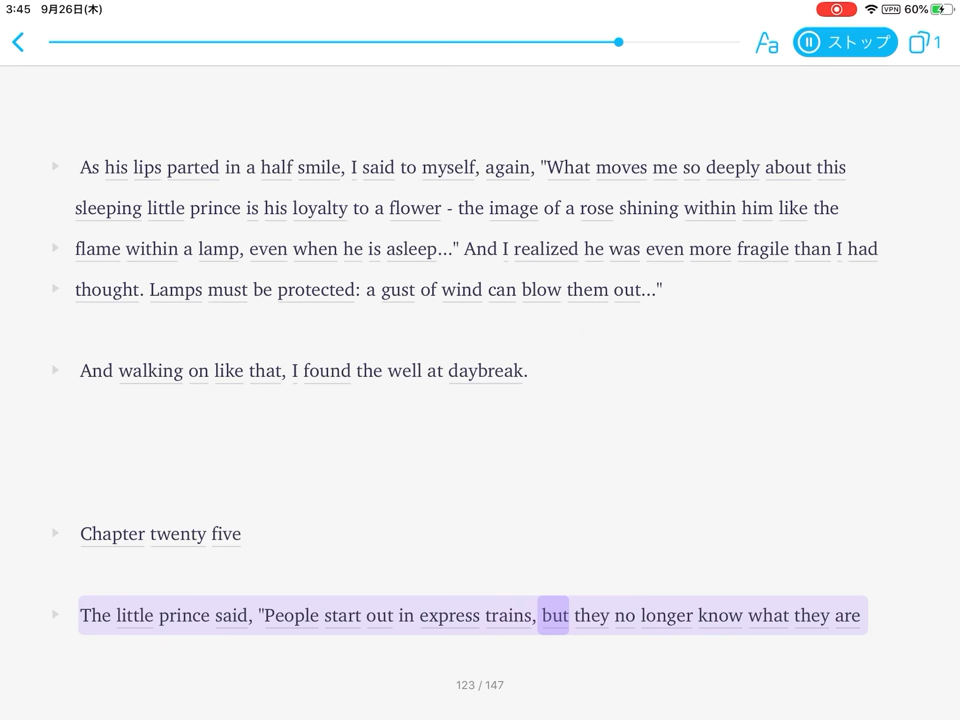 3:45 9月26日(木) VPN 60%
Aa ストップ 1
As his lips parted in a half smile, I said to myself, again, "What moves me so deeply about this
sleeping little prince is his loyalty to a flower - the image of a rose shining within him like the
flame within a lamp, even when he is asleep..." And I realized he was even more fragile than I had
thought. Lamps must be protected: a gust of wind can blow them out..."
And walking on like that, I found the well at daybreak.
Chapter twenty five
The little prince said, "People start out in express trains, but they no longer know what they are
123 / 147